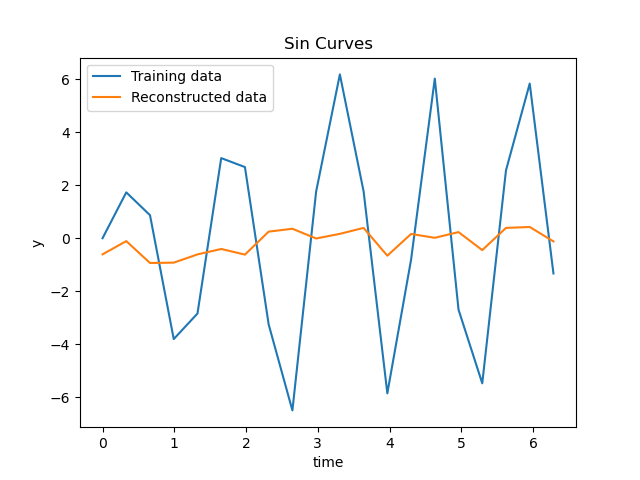 Sin Curves
Training data
Reconstructed data
y
6
4
2
0
−2
−4
−6
0 1 2 3 4 5 6
time